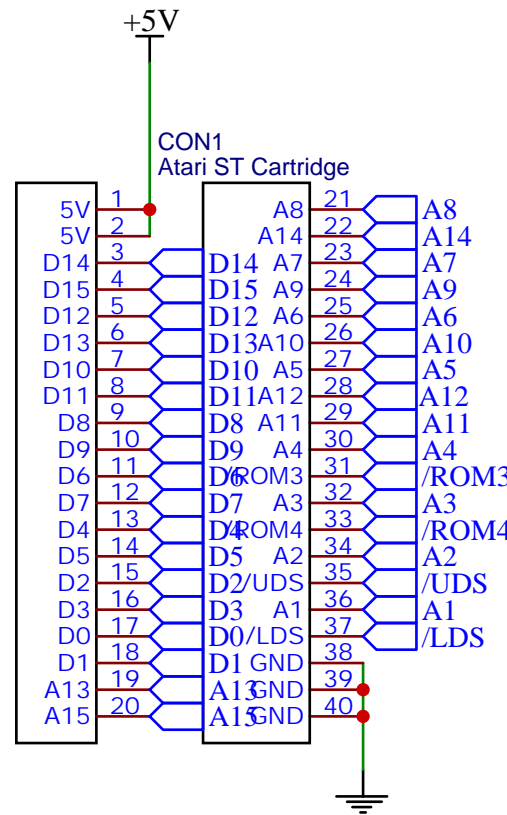 +5V
CON1
Atari ST Cartridge
5V 1
5V 2
D14 3 D14
D15 4 D15
D12 5 D12
D13 6 D13
D10 7 D10
D11 8 D11
D8 9 D8
D9 10 D9
D6 11 D6
D7 12 D7
D4 13 D4
D5 14 D5
D2 15 D2
D3 16 D3
D0 17 D0
D1 18 D1
A13 19 A13
A15 20 A15
A8 21 A8
A14 22 A14
A7 23 A7
A9 24 A9
A6 25 A6
A10 26 A10
A5 27 A5
A12 28 A12
A11 29 A11
A4 30 A4
/ROM3 31 /ROM3
A3 32 A3
/ROM4 33 /ROM4
A2 34 A2
/UDS 35 /UDS
A1 36 A1
/LDS 37 /LDS
GND 38
GND 39
GND 40